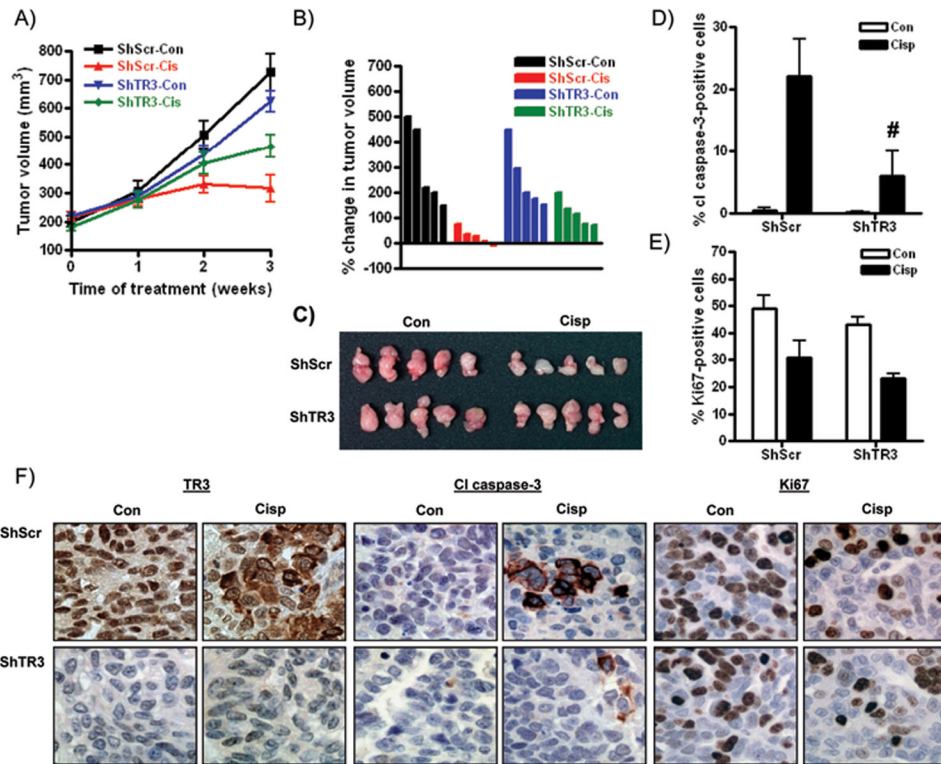 A)
ShScr-Con
ShScr-Cis
ShTR3-Con
ShTR3-Cis
Tumor volume (mm³)
800
700
600
500
400
300
200
100
0 1 2 3
Time of treatment (weeks)
B)
ShScr-Con
ShScr-Cis
ShTR3-Con
ShTR3-Cis
% change in tumor volume
600
500
400
300
200
100
0
-100
C)
Con Cisp
ShScr
ShTR3
D)
Con
Cisp
% cl caspase-3-positive cells
30
20
10
0
#
ShScr ShTR3
E)
Con
Cisp
% Ki67-positive cells
70
60
50
40
30
20
10
0
ShScr ShTR3
F)
TR3 Cl caspase-3 Ki67
Con Cisp Con Cisp Con Cisp
ShScr
ShTR3